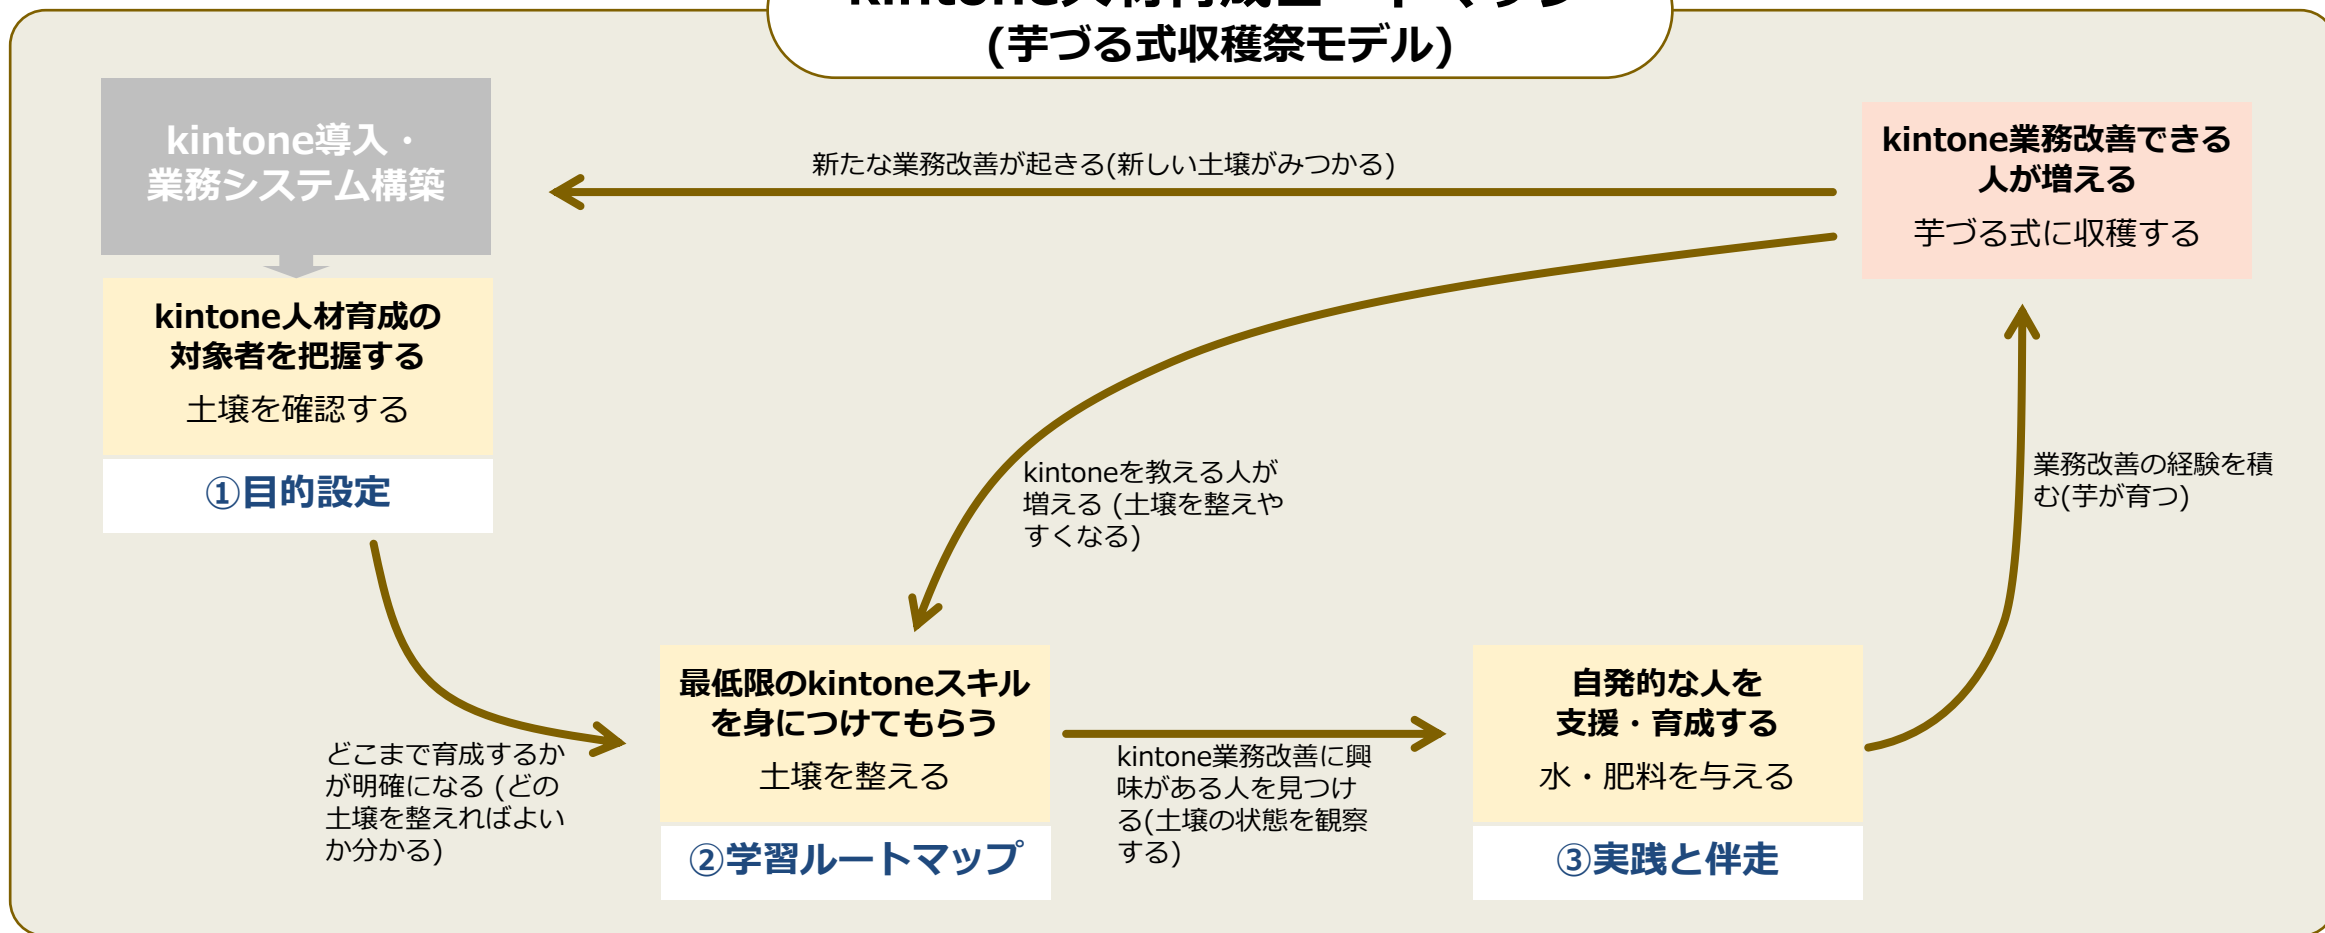 (芋づる式収穫祭モデル)
kintone導入・
業務システム構築
kintone人材育成の
対象者を把握する
土壌を確認する
①目的設定
新たな業務改善が起きる(新しい土壌がみつかる)
kintone業務改善できる
人が増える
芋づる式に収穫する
kintoneを教える人が
増える (土壌を整えや
すくなる)
業務改善の経験を積
む(芋が育つ)
どこまで育成するか
が明確になる (どの
土壌を整えればよい
か分かる)
最低限のkintoneスキル
を身につけてもらう
土壌を整える
②学習ルートマップ
kintone業務改善に興
味がある人を見つけ
る(土壌の状態を観察
する)
自発的な人を
支援・育成する
水・肥料を与える
③実践と伴走